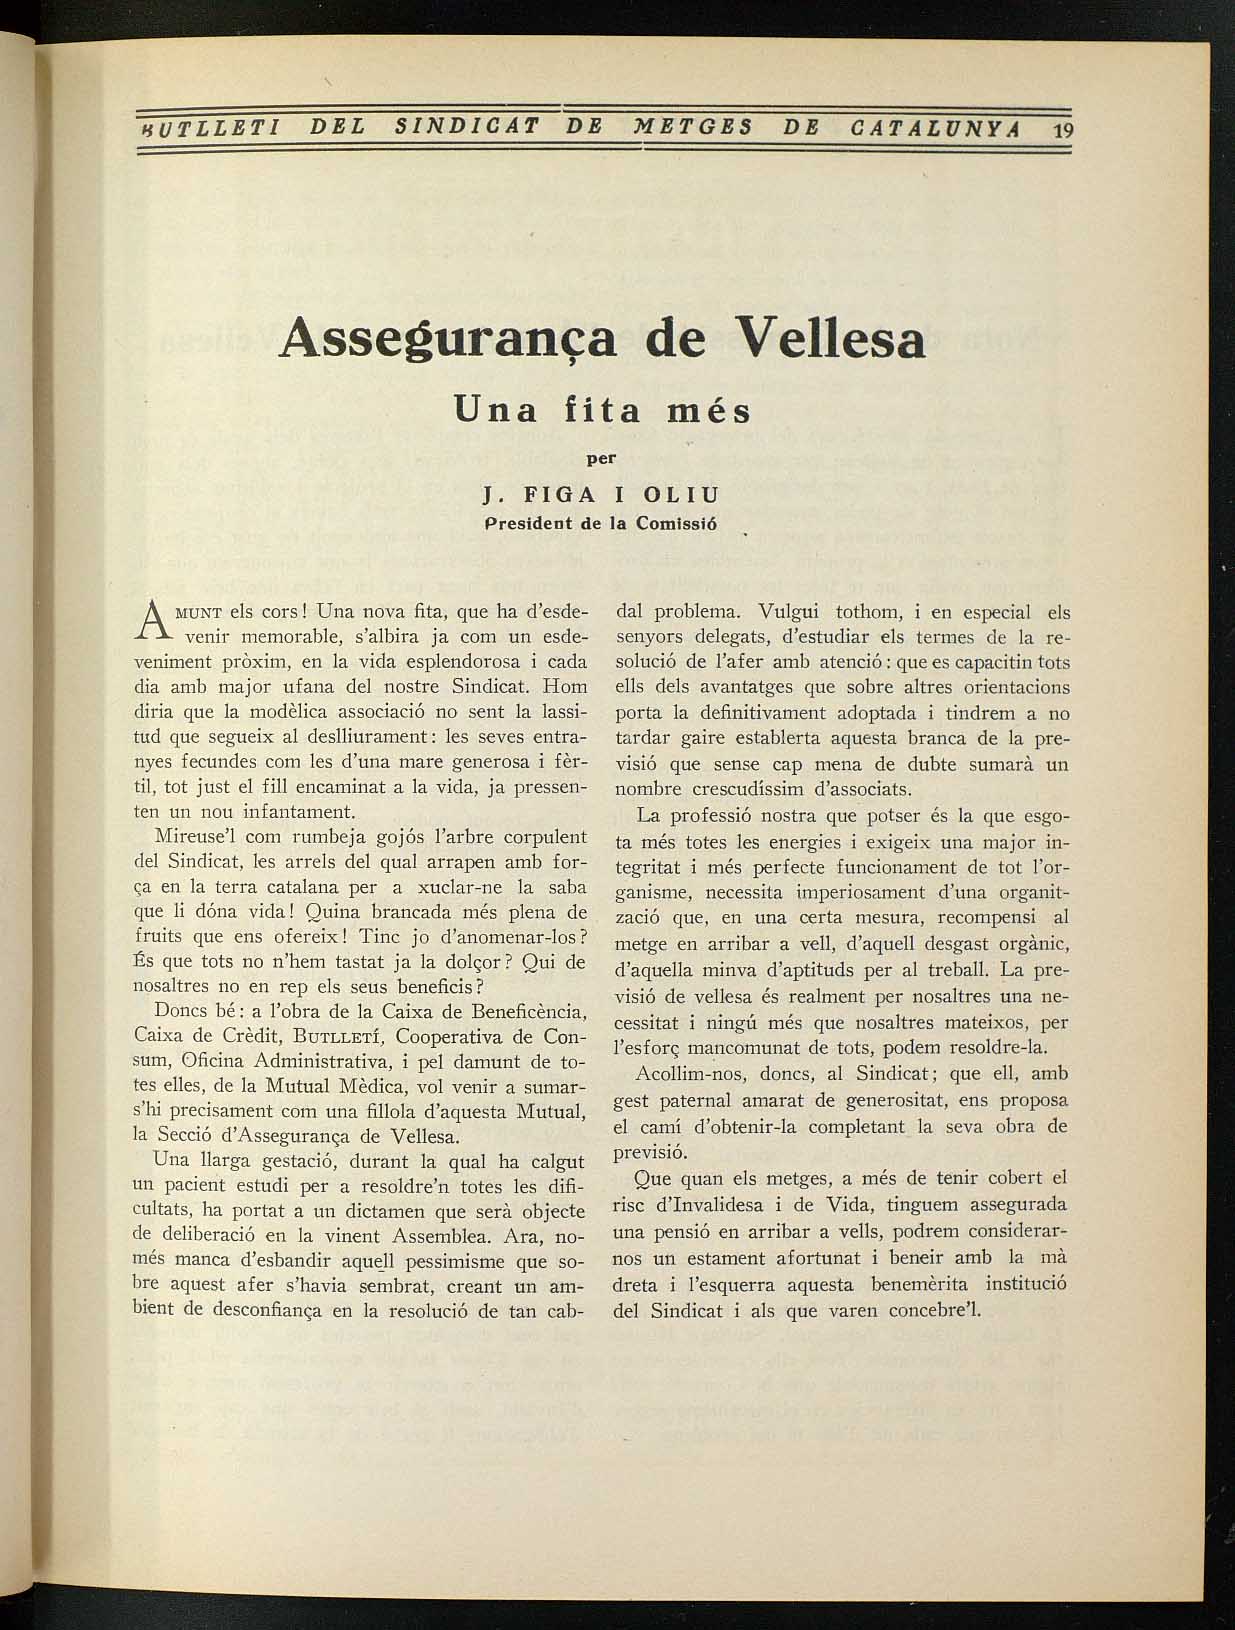 BUTLLETI DEL SINDICAT DE METGES DE CATALUNYA 19
Assegurança de Vellesa
Una fita més
per
J. FIGA I OLIU
President de la Comissió
AMUNT els cors! Una nova fita, que ha d'esde-
venir memorable, s'albira ja com un esde-
veniment pròxim, en la vida esplendorosa i cada
dia amb major ufana del nostre Sindicat. Hom
diria que la modèlica associació no sent la lassi-
tud que segueix al deslliurament: les seves entra-
nyes fecundes com les d'una mare generosa i fèr-
til, tot just el fill encaminat a la vida, ja pressen-
ten un nou infantament.
Mireuse'l com rumbeja gojós l'arbre corpulent
del Sindicat, les arrels del qual arrapen amb for-
ça en la terra catalana per a xuclar-ne la saba
que li dóna vida! Quina brancada més plena de
fruits que ens ofereix! Tinc jo d'anomenar-los?
És que tots no n'hem tastat ja la dolçor? Qui de
nosaltres no en rep els seus beneficis?
Doncs bé: a l'obra de la Caixa de Beneficència,
Caixa de Crèdit, BUTLLETÍ, Cooperativa de Con-
sum, Oficina Administrativa, i pel damunt de to-
tes elles, de la Mutual Mèdica, vol venir a sumar-
s'hi precisament com una fillola d'aquesta Mutual,
la Secció d'Assegurança de Vellesa.
Una llarga gestació, durant la qual ha calgut
un pacient estudi per a resoldre'n totes les difi-
cultats, ha portat a un dictamen que serà objecte
de deliberació en la vinent Assemblea. Ara, no-
més manca d'esbandir aquell pessimisme que so-
bre aquest afer s'havia sembrat, creant un am-
bient de desconfiança en la resolució de tan cab-
dal problema. Vulgui tothom, i en especial els
senyors delegats, d'estudiar els termes de la re-
solució de l'afer amb atenció: que es capacitin tots
ells dels avantatges que sobre altres orientacions
porta la definitivament adoptada i tindrem a no
tardar gaire establerta aquesta branca de la pre-
visió que sense cap mena de dubte sumarà un
nombre crescudíssim d'associats.
La professió nostra que potser és la que esgo-
ta més totes les energies i exigeix una major in-
tegritat i més perfecte funcionament de tot l'or-
ganisme, necessita imperiosament d'una organit-
zació que, en una certa mesura, recompensi al
metge en arribar a vell, d'aquell desgast orgànic,
d'aquella minva d'aptituds per al treball. La pre-
visió de vellesa és realment per nosaltres una ne-
cessitat i ningú més que nosaltres mateixos, per
l'esforç mancomunat de tots, podem resoldre-la.
Acollim-nos, doncs, al Sindicat; que ell, amb
gest paternal amarat de generositat, ens proposa
el camí d'obtenir-la completant la seva obra de
previsió.
Que quan els metges, a més de tenir cobert el
risc d'Invalidesa i de Vida, tinguem assegurada
una pensió en arribar a vells, podrem considerar-
nos un estament afortunat i beneir amb la mà
dreta i l'esquerra aquesta benemèrita institució
del Sindicat i als que varen concebre'l.